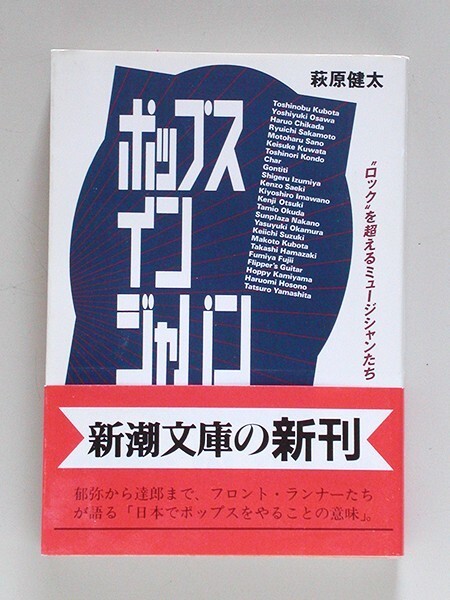 萩原健太
ポップス
イン
ジャパン
Toshinobu Kubota
Yoshiyuki Osawa
Haruo Chikada
Ryuichi Sakamoto
Motoharu Sano
Keisuke Kuwata
Toshinori Kondo
Char
Gontiti
Shigeru Izumiya
Kenzo Saeki
Kiyoshiro Imawano
Kenji Otsuki
Tamio Okuda
Sunplaza Nakano
Yasuyuki Okamura
Keiichi Suzuki
Makoto Kubota
Takashi Hamazaki
Fumiya Fujii
Flipper's Guitar
Hoppy Kamiyama
Haruomi Hosono
Tatsuro Yamashita
“ロック”を超えるミュージシャンたち
新潮文庫の新刊
郁弥から達郎まで、フロント・ランナーたち
が語る「日本でポップスをやることの意味」。